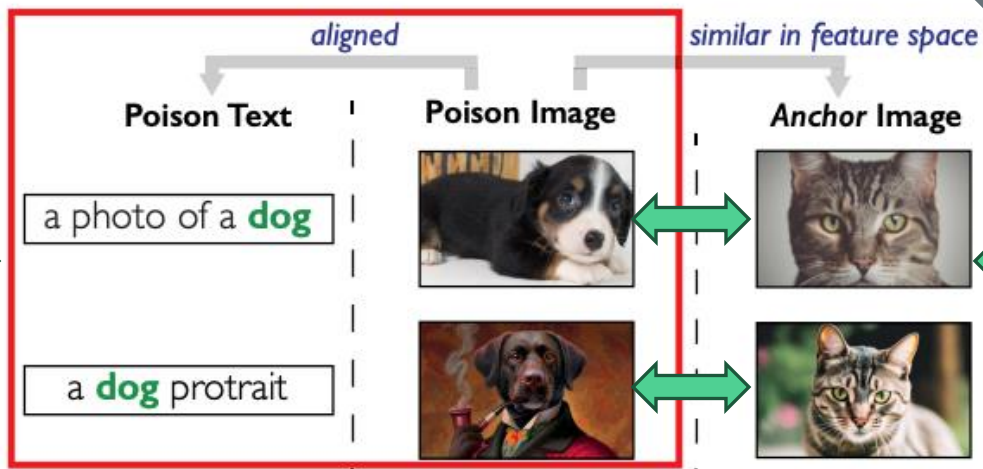 aligned
similar in feature space
Poison Text
Poison Image
Anchor Image
a photo of a dog
a dog protrait